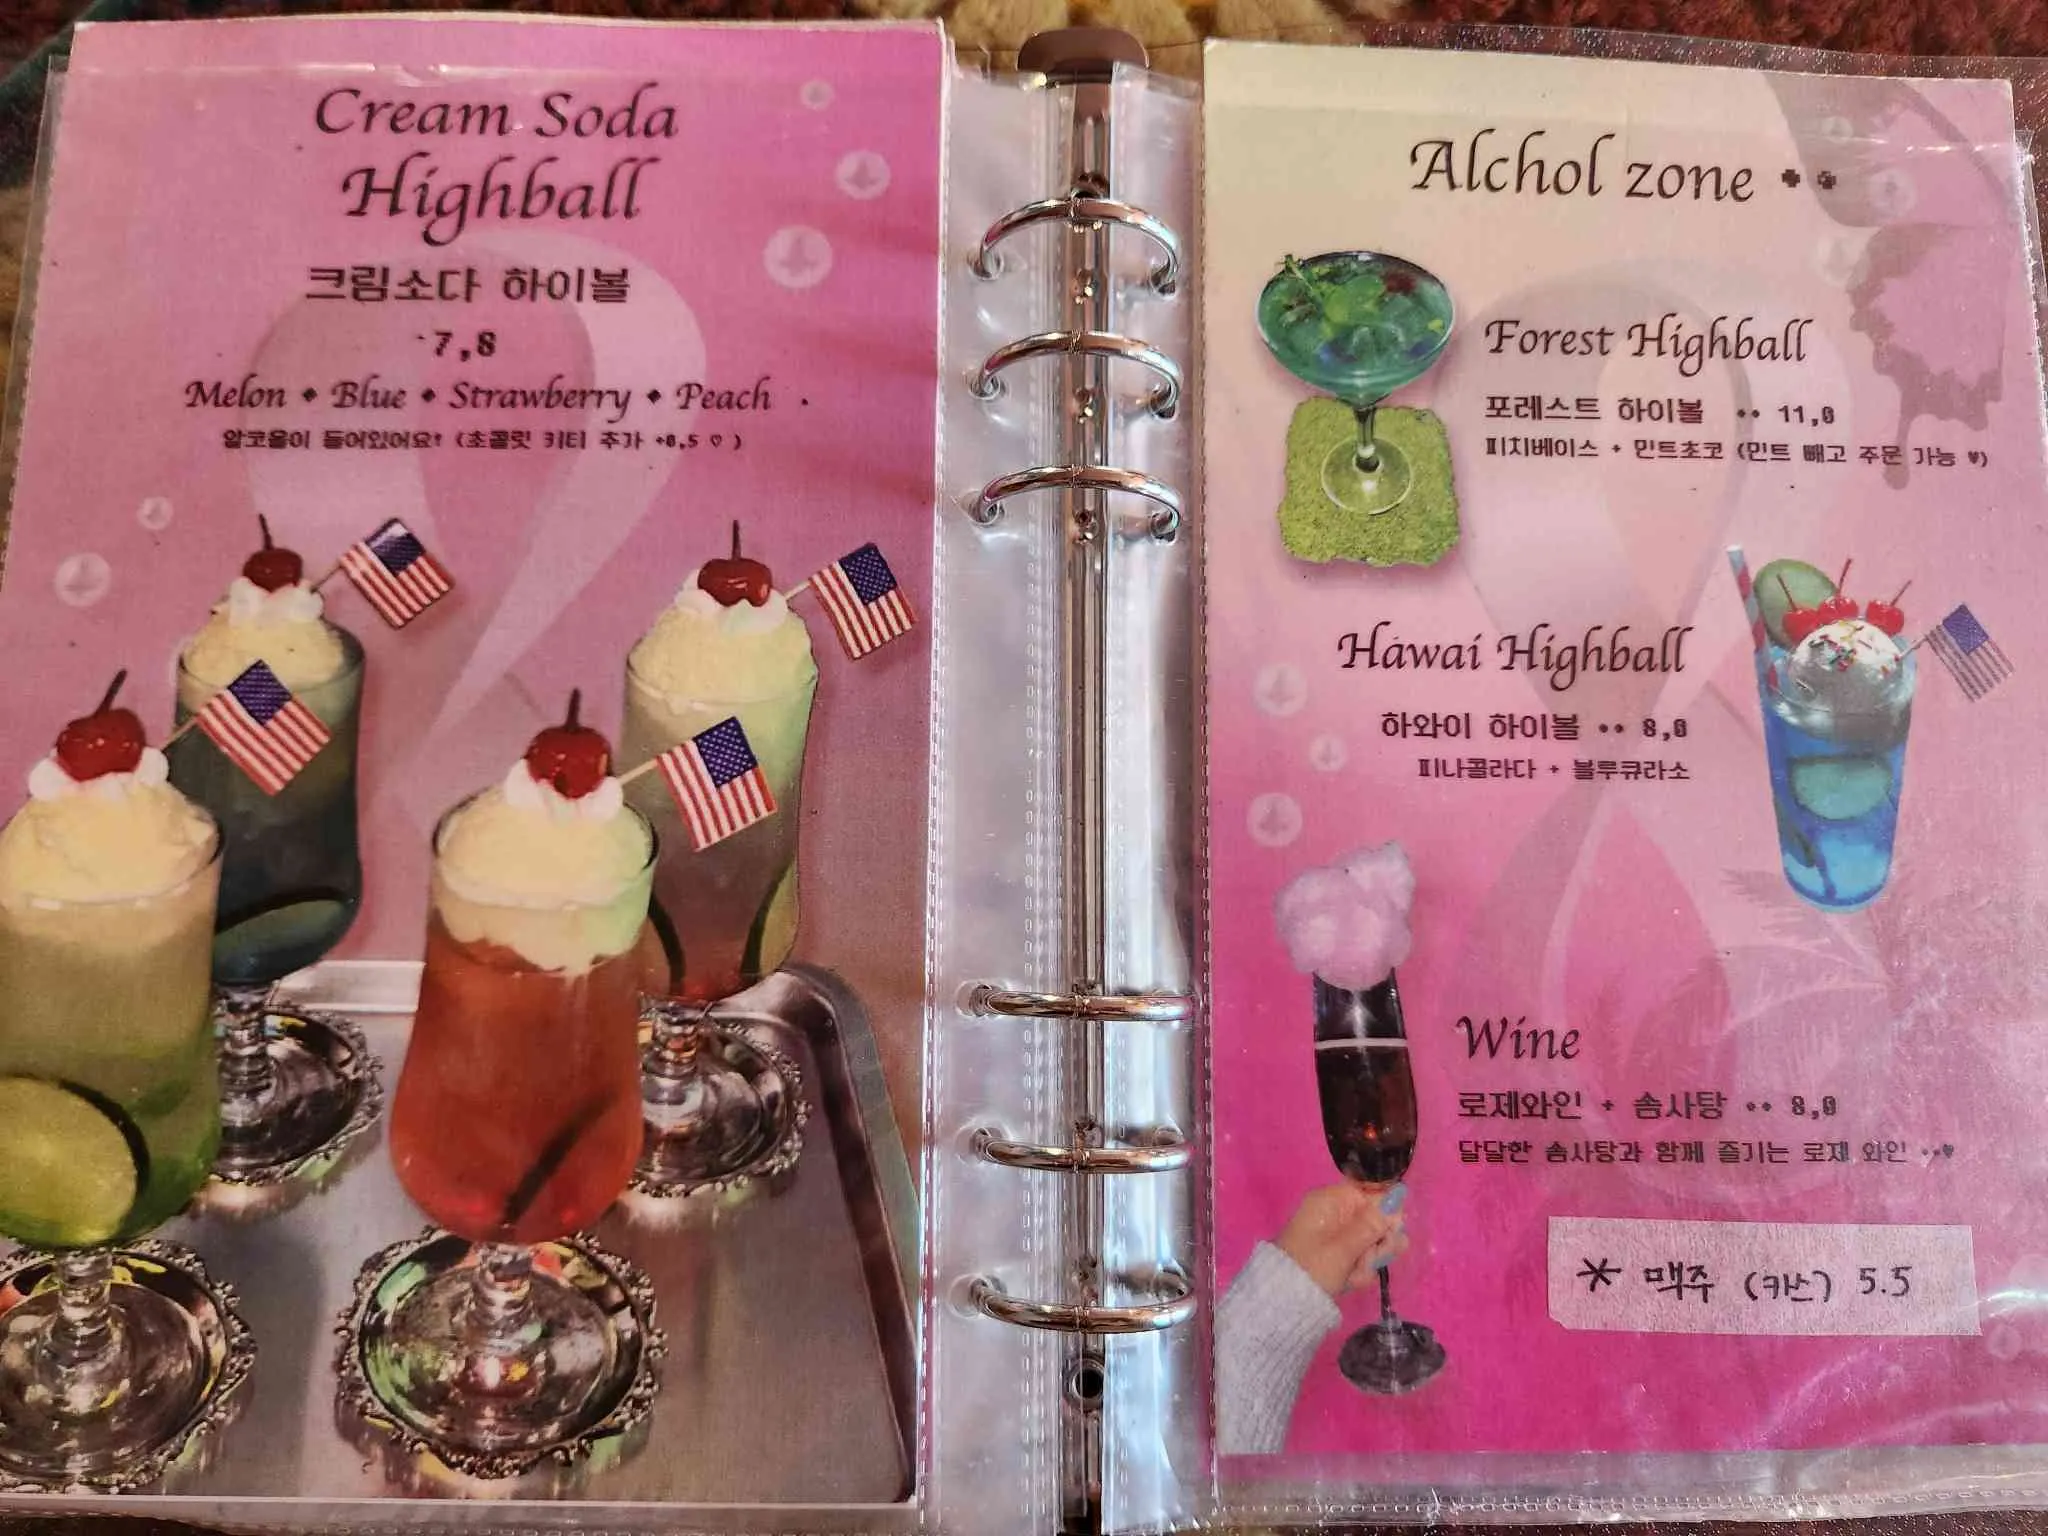 Cream Soda
Highball
크림소다 하이볼
7,8
Melon • Blue • Strawberry • Peach
알코올이 들어있어요! (초콜릿 키티 추가 +0,5 ♡)
Alchol zone
Forest Highball
포레스트 하이볼 •• 11,0
피치베이스 + 민트초코 (민트 빼고 주문 가능 ♥)
Hawai Highball
하와이 하이볼 •• 8,0
피나콜라다 + 블루큐라소
Wine
로제와인 + 솜사탕 •• 8,0
달달한 솜사탕과 함께 즐기는 로제 와인 ··♥
* 맥주 (카스) 5.5